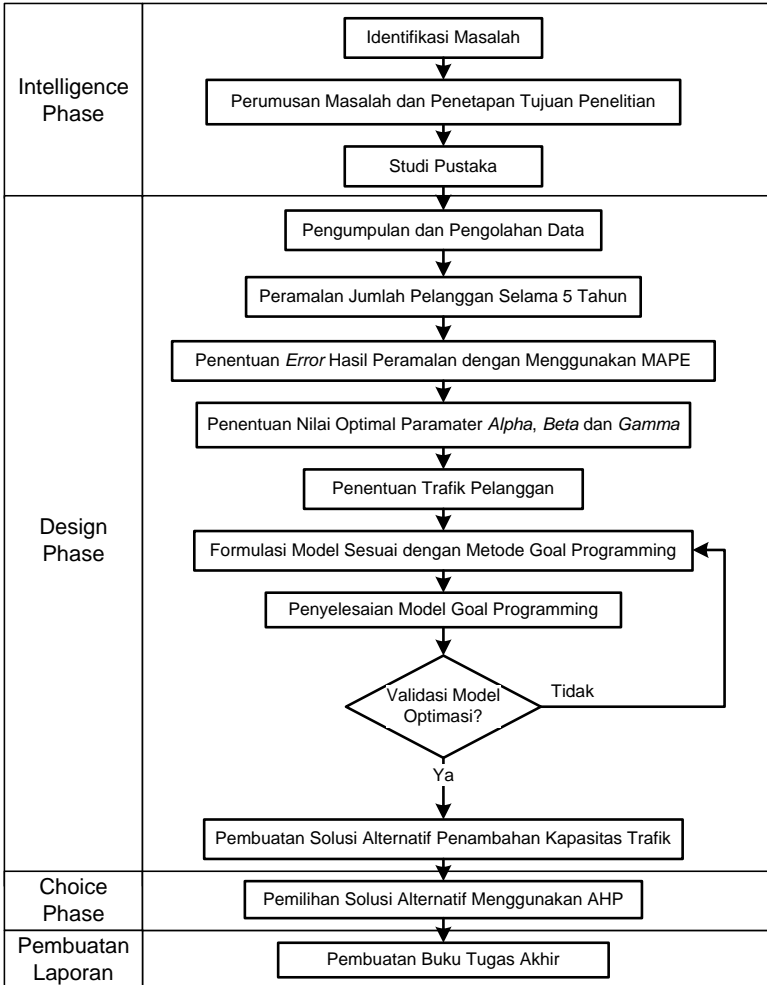 Intelligence
Phase
Identifikasi Masalah
Perumusan Masalah dan Penetapan Tujuan Penelitian
Studi Pustaka
Design
Phase
Pengumpulan dan Pengolahan Data
Peramalan Jumlah Pelanggan Selama 5 Tahun
Penentuan Error Hasil Peramalan dengan Menggunakan MAPE
Penentuan Nilai Optimal Paramater Alpha, Beta dan Gamma
Penentuan Trafik Pelanggan
Formulasi Model Sesuai dengan Metode Goal Programming
Penyelesaian Model Goal Programming
Validasi Model
Optimasi?
Tidak
Ya
Pembuatan Solusi Alternatif Penambahan Kapasitas Trafik
Choice
Phase
Pemilihan Solusi Alternatif Menggunakan AHP
Pembuatan
Laporan
Pembuatan Buku Tugas Akhir